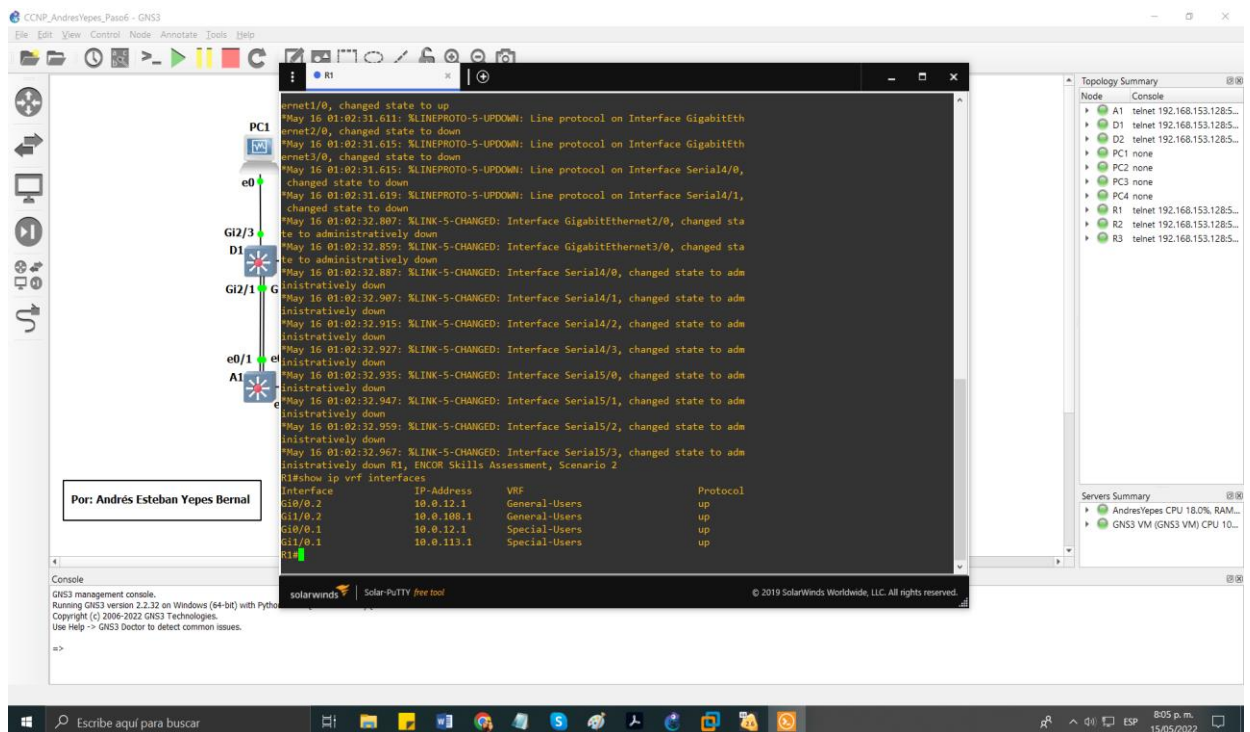 CCNP_AndresYepes_Paso6 - GNS3
File Edit View Control Node Annotate Tools Help
R1
ernet1/0, changed state to up
*May 16 01:02:31.611: %LINEPROTO-5-UPDOWN: Line protocol on Interface GigabitEth
ernet2/0, changed state to down
*May 16 01:02:31.615: %LINEPROTO-5-UPDOWN: Line protocol on Interface GigabitEth
ernet3/0, changed state to down
*May 16 01:02:31.615: %LINEPROTO-5-UPDOWN: Line protocol on Interface Serial4/0,
changed state to down
*May 16 01:02:31.619: %LINEPROTO-5-UPDOWN: Line protocol on Interface Serial4/1,
changed state to down
*May 16 01:02:32.807: %LINK-5-CHANGED: Interface GigabitEthernet2/0, changed sta
te to administratively down
*May 16 01:02:32.859: %LINK-5-CHANGED: Interface GigabitEthernet3/0, changed sta
te to administratively down
*May 16 01:02:32.887: %LINK-5-CHANGED: Interface Serial4/0, changed state to adm
inistratively down
*May 16 01:02:32.907: %LINK-5-CHANGED: Interface Serial4/1, changed state to adm
inistratively down
*May 16 01:02:32.915: %LINK-5-CHANGED: Interface Serial4/2, changed state to adm
inistratively down
*May 16 01:02:32.927: %LINK-5-CHANGED: Interface Serial4/3, changed state to adm
inistratively down
*May 16 01:02:32.935: %LINK-5-CHANGED: Interface Serial5/0, changed state to adm
inistratively down
*May 16 01:02:32.947: %LINK-5-CHANGED: Interface Serial5/1, changed state to adm
inistratively down
*May 16 01:02:32.959: %LINK-5-CHANGED: Interface Serial5/2, changed state to adm
inistratively down
*May 16 01:02:32.967: %LINK-5-CHANGED: Interface Serial5/3, changed state to adm
inistratively down R1, ENCOR Skills Assessment, Scenario 2
R1#show ip vrf interfaces
Interface IP-Address VRF Protocol
Gi0/0.2 10.0.12.1 General-Users up
Gi1/0.2 10.0.108.1 General-Users up
Gi0/0.1 10.0.12.1 Special-Users up
Gi1/0.1 10.0.113.1 Special-Users up
R1#
solarwinds Solar-PuTTY free tool © 2019 SolarWinds Worldwide, LLC. All rights reserved.
PC1
e0
Gi2/3
D1
Gi2/1 G
e0/1 e
A1
e
Por: Andrés Esteban Yepes Bernal
Topology Summary
Node Console
A1 telnet 192.168.153.128:5...
D1 telnet 192.168.153.128:5...
D2 telnet 192.168.153.128:5...
PC1 none
PC2 none
PC3 none
PC4 none
R1 telnet 192.168.153.128:5...
R2 telnet 192.168.153.128:5...
R3 telnet 192.168.153.128:5...
Servers Summary
AndresYepes CPU 18.0%, RAM...
GNS3 VM (GNS3 VM) CPU 10...
Console
GNS3 management console.
Running GNS3 version 2.2.32 on Windows (64-bit) with Pytho
Copyright (c) 2006-2022 GNS3 Technologies.
Use Help -> GNS3 Doctor to detect common issues.
=>
Escribe aquí para buscar
ESP
8:05 p. m.
15/05/2022